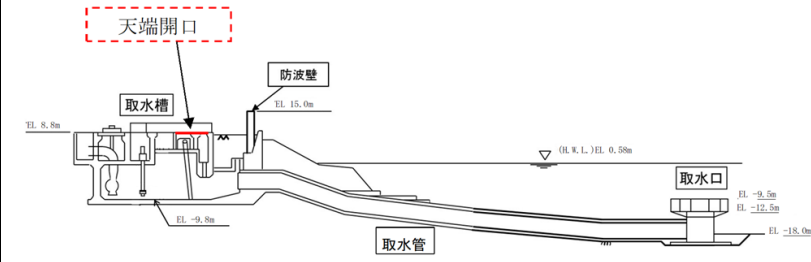 天端開口
防波壁
取水槽
EL 15.0m
EL 8.8m
(H.W.L.)EL 0.58m
取水口
EL -9.5m
EL -12.5m
EL -9.8m
EL -18.0m
取水管